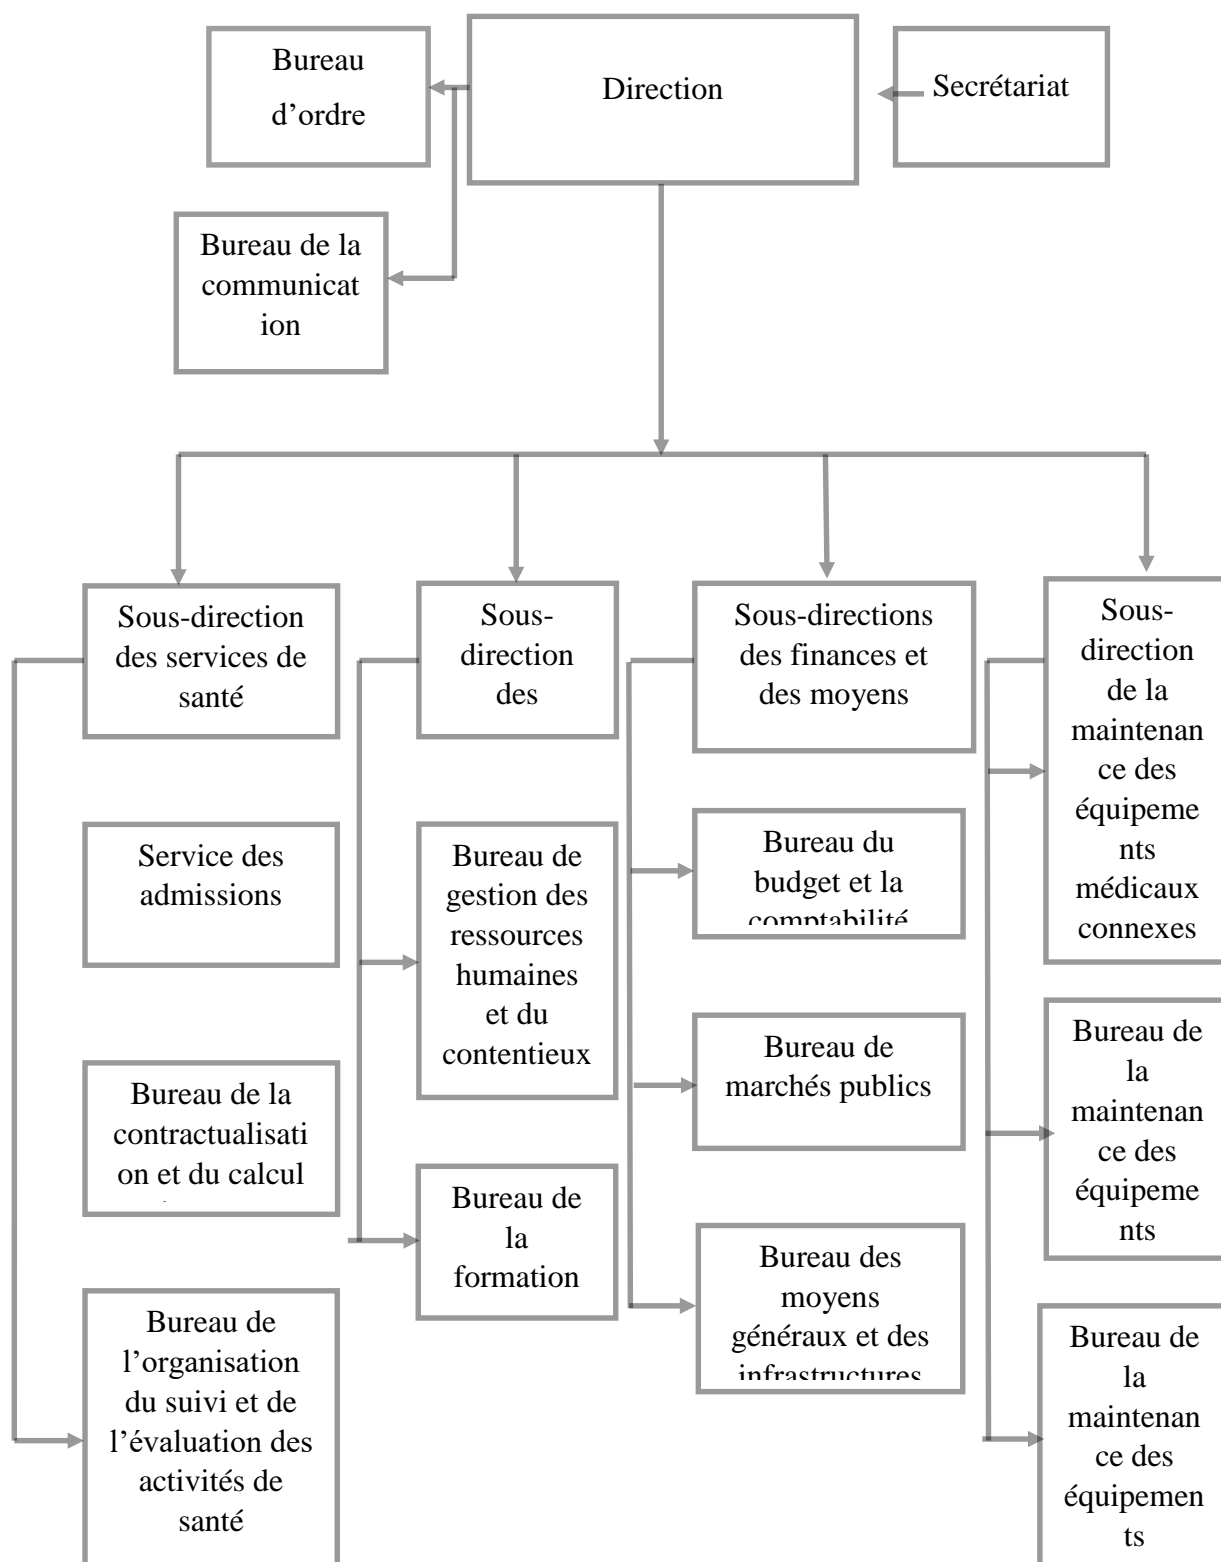 Bureau
d’ordre
Direction
Secrétariat
Bureau de la
communicat
ion
Sous-direction
des services de
santé
Sous-
direction
des
Sous-directions
des finances et
des moyens
Sous-
direction
de la
maintenan
ce des
équipeme
nts
médicaux
connexes
Service des
admissions
Bureau de
gestion des
ressources
humaines
et du
contentieux
Bureau du
budget et la
comptabilité
Bureau de la
contractualisati
on et du calcul
Bureau de
marchés publics
Bureau de
la
maintenan
ce des
équipeme
nts
Bureau de
la
formation
Bureau des
moyens
généraux et des
infrastructures
Bureau de
l’organisation
du suivi et de
l’évaluation des
activités de
santé
Bureau de
la
maintenan
ce des
équipemen
ts